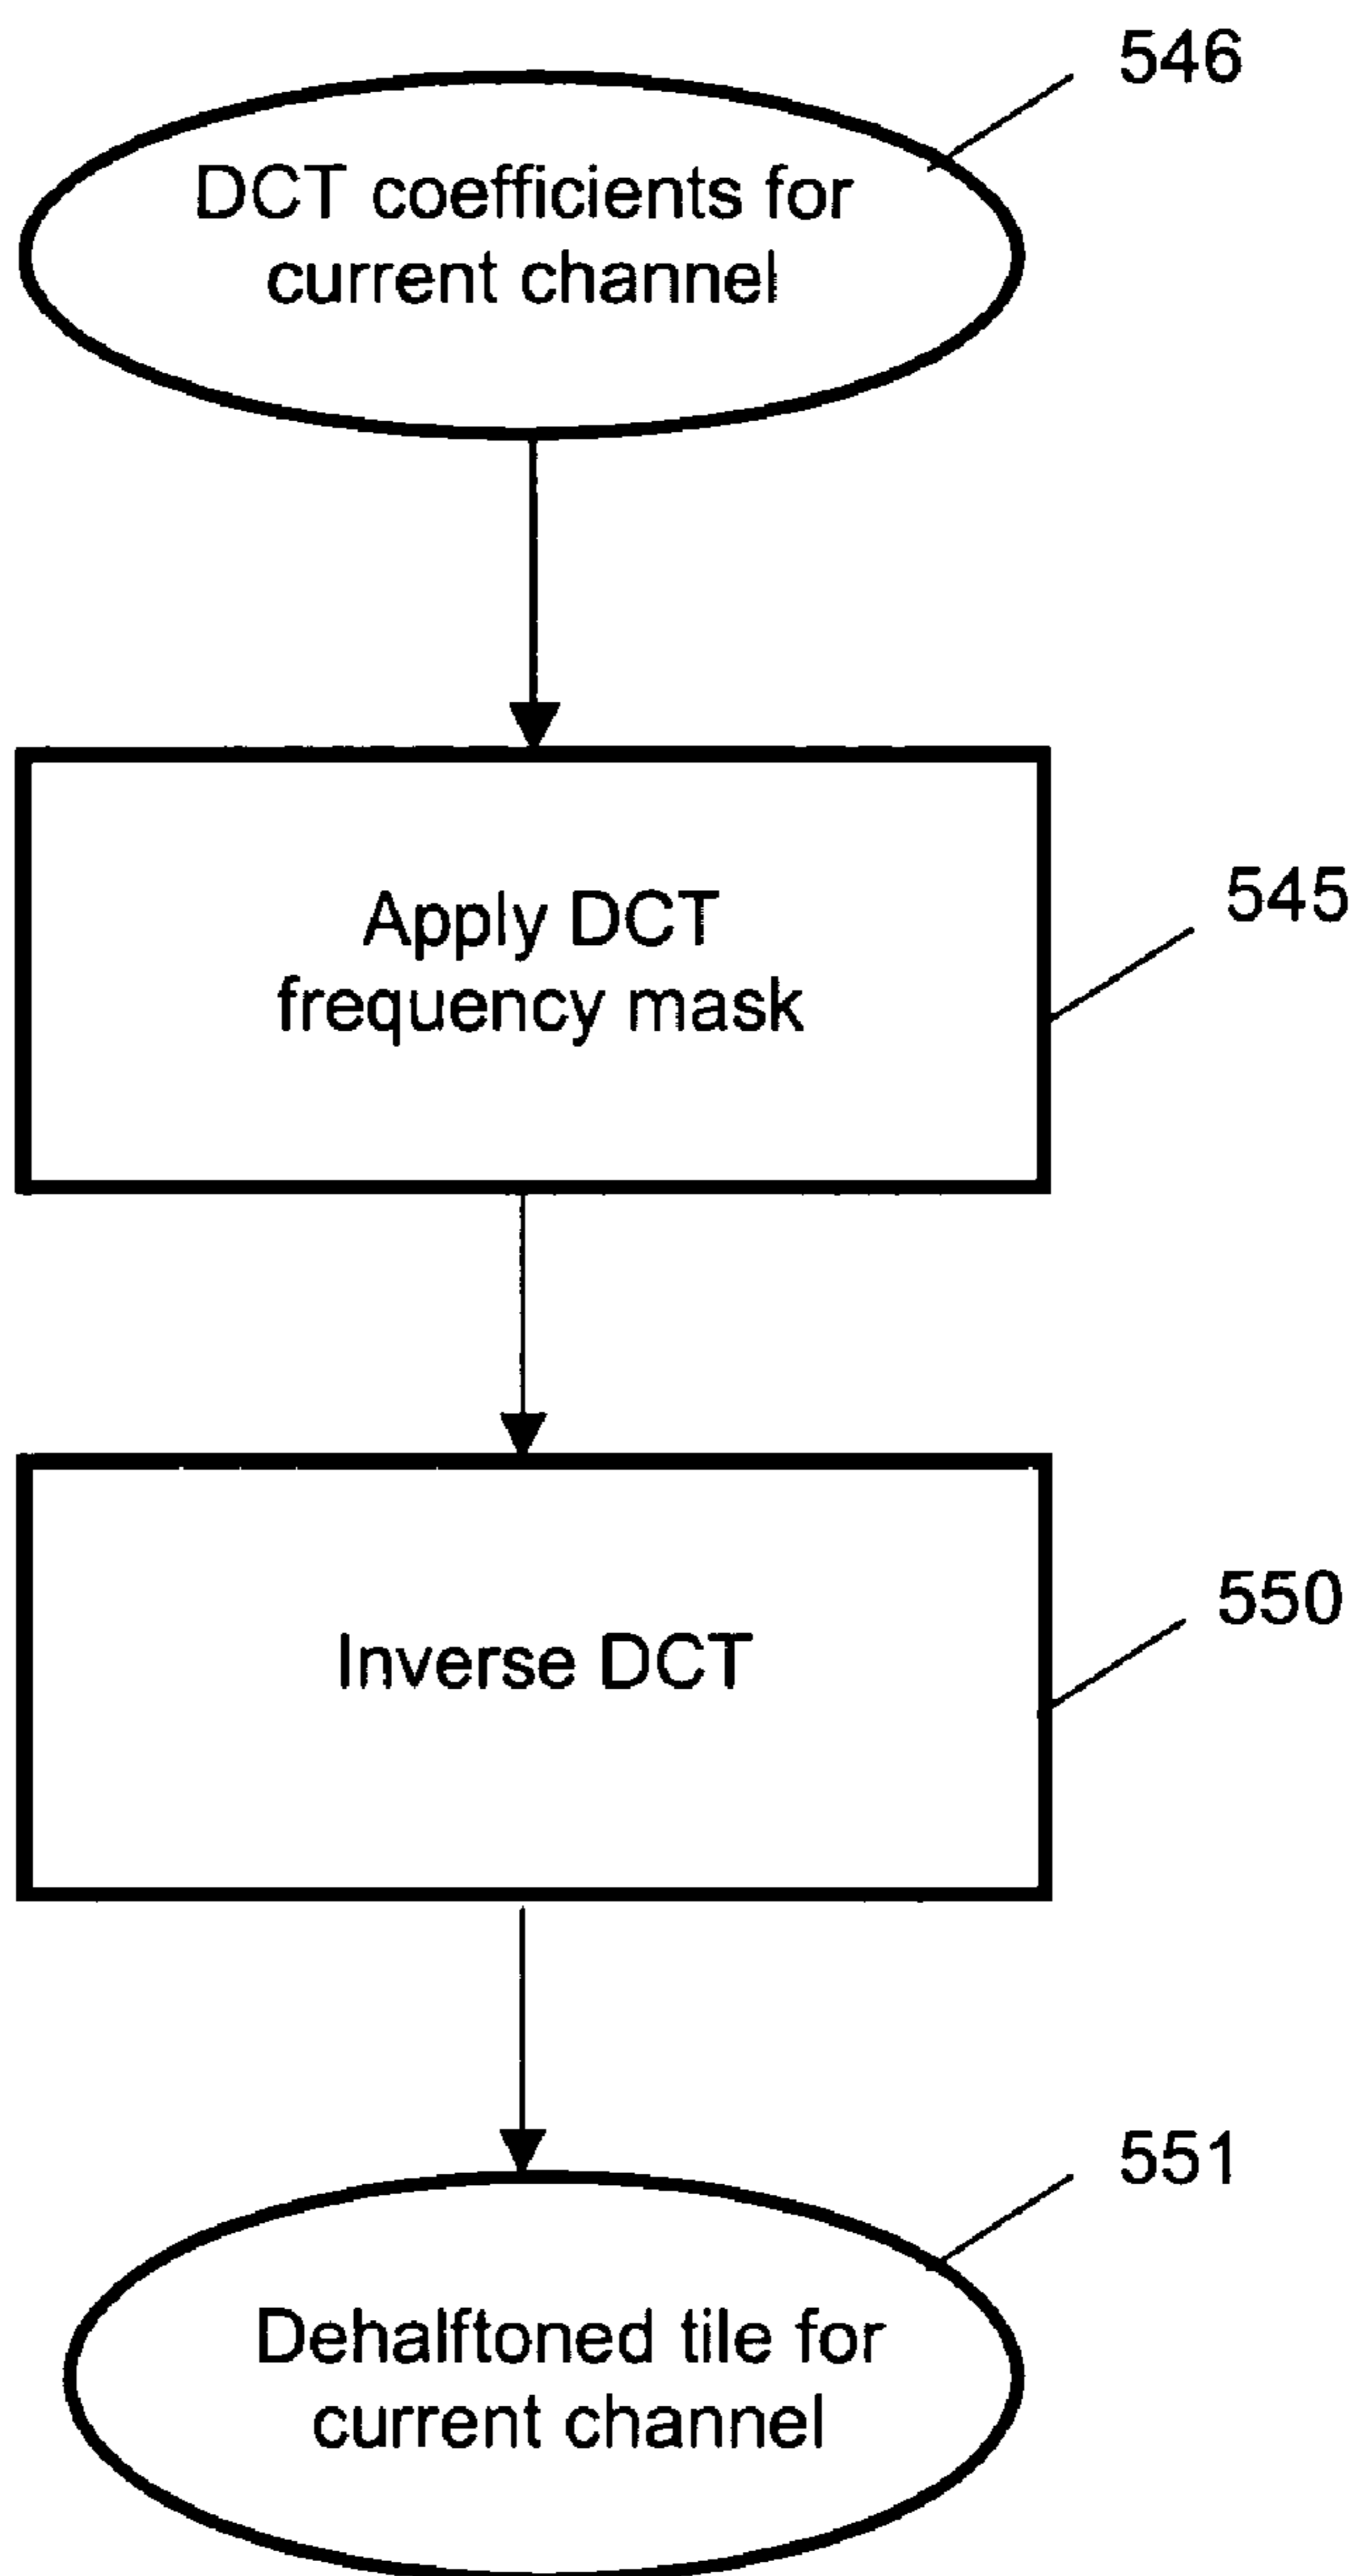 546
DCT coefficients for
current channel
545
Apply DCT
frequency mask
550
Inverse DCT
551
Dehalftoned tile for
current channel